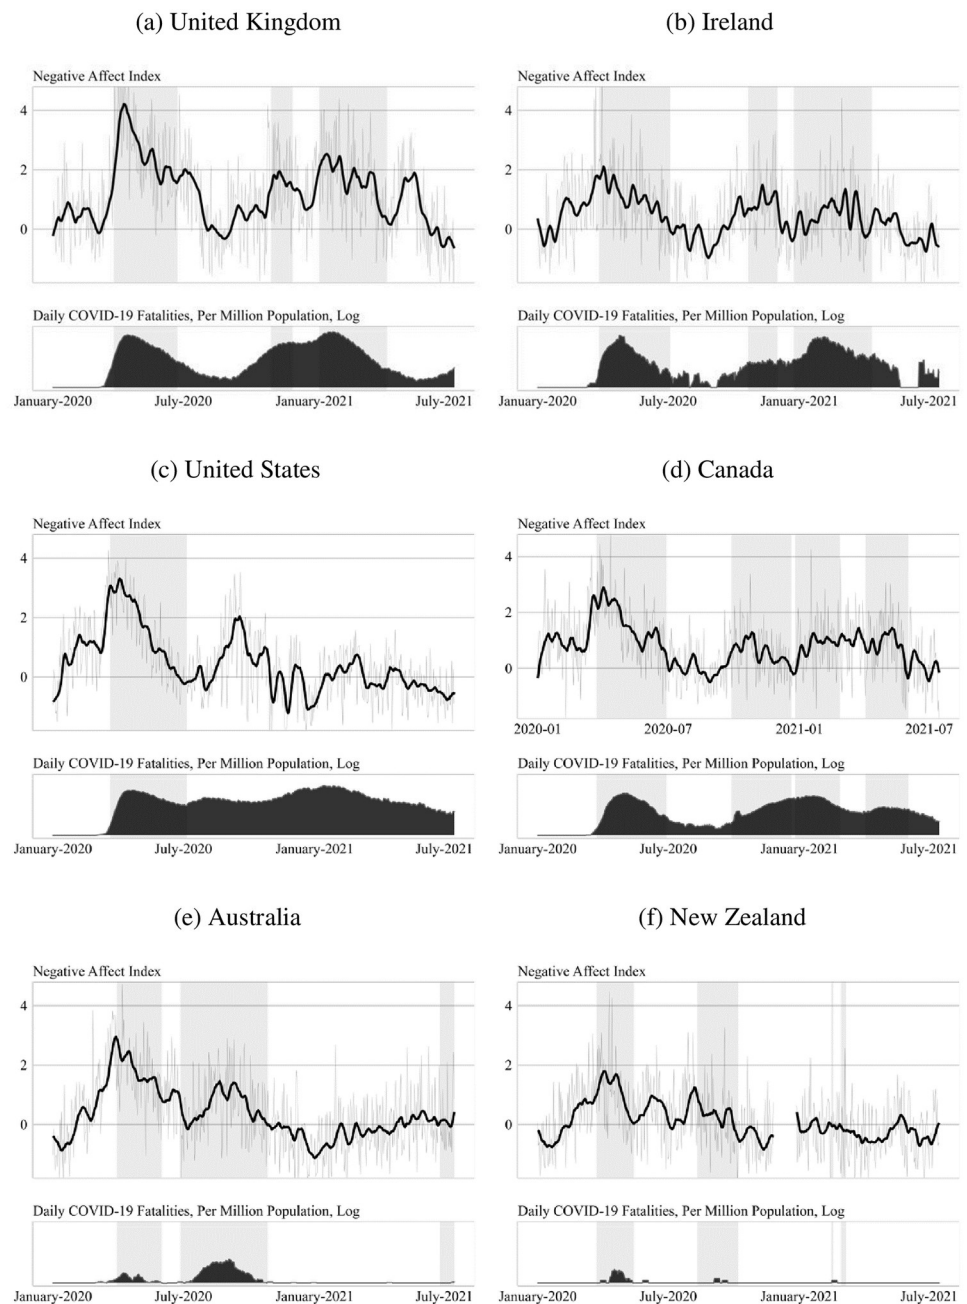 (a) United Kingdom
Negative Affect Index
4
2
0
Daily COVID-19 Fatalities, Per Million Population, Log
January-2020 July-2020 January-2021 July-2021
(b) Ireland
Negative Affect Index
4
2
0
Daily COVID-19 Fatalities, Per Million Population, Log
January-2020 July-2020 January-2021 July-2021
(c) United States
Negative Affect Index
4
2
0
Daily COVID-19 Fatalities, Per Million Population, Log
January-2020 July-2020 January-2021 July-2021
(d) Canada
Negative Affect Index
4
2
0
2020-01 2020-07 2021-01 2021-07
Daily COVID-19 Fatalities, Per Million Population, Log
January-2020 July-2020 January-2021 July-2021
(e) Australia
Negative Affect Index
4
2
0
Daily COVID-19 Fatalities, Per Million Population, Log
January-2020 July-2020 January-2021 July-2021
(f) New Zealand
Negative Affect Index
4
2
0
Daily COVID-19 Fatalities, Per Million Population, Log
January-2020 July-2020 January-2021 July-2021